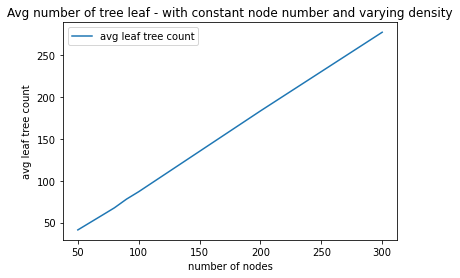 Avg number of tree leaf - with constant node number and varying density
avg leaf tree count
250
200
150
100
50
avg leaf tree count
50 100 150 200 250 300
number of nodes